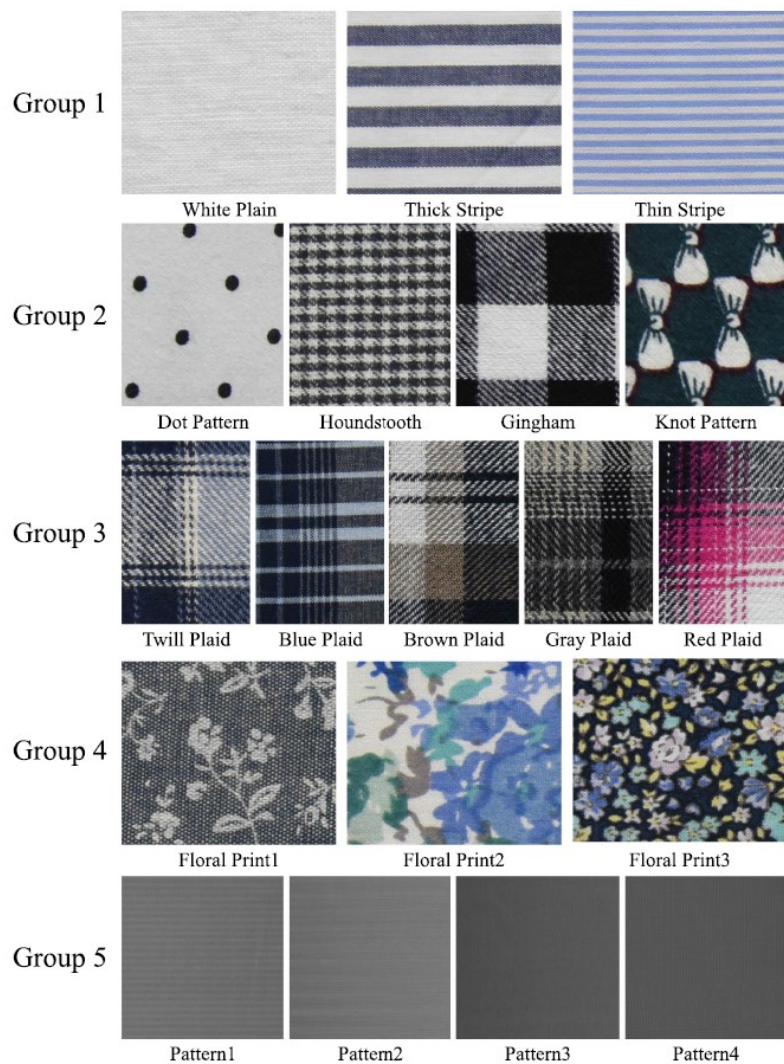 Group 1
White Plain Thick Stripe Thin Stripe
Group 2
Dot Pattern Houndstooth Gingham Knot Pattern
Group 3
Twill Plaid Blue Plaid Brown Plaid Gray Plaid Red Plaid
Group 4
Floral Print1 Floral Print2 Floral Print3
Group 5
Pattern1 Pattern2 Pattern3 Pattern4